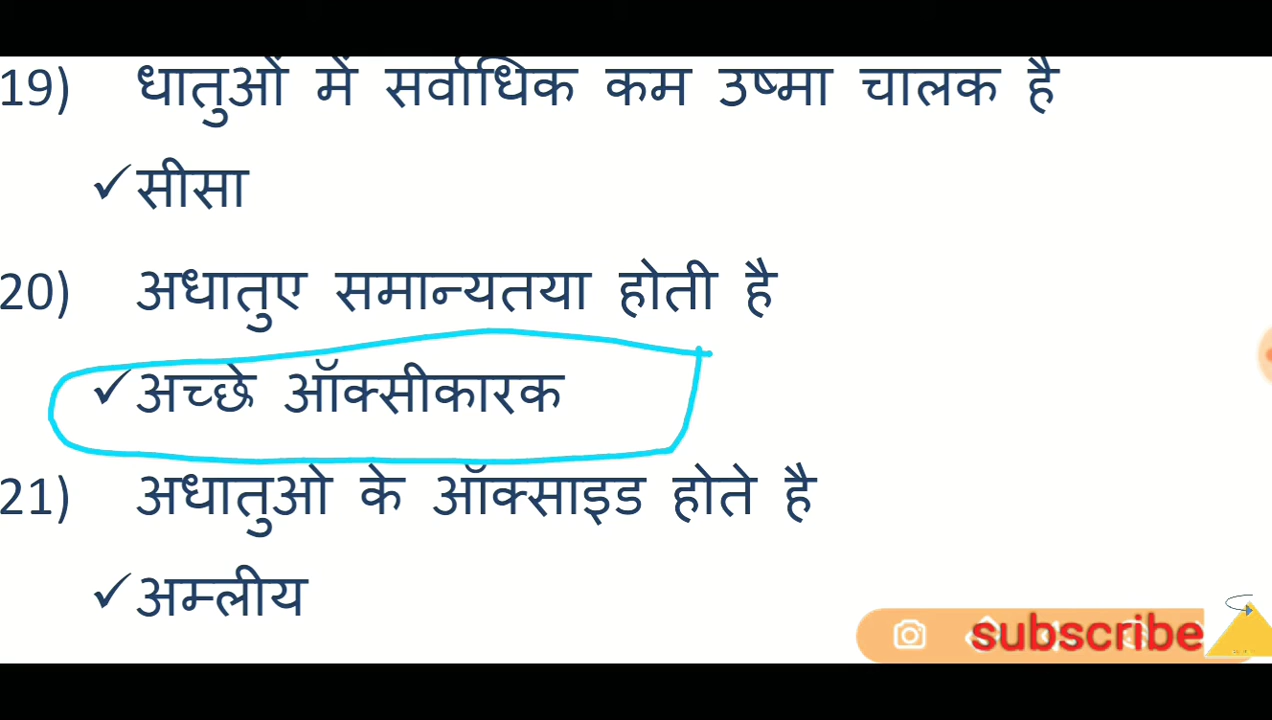 19) धातुओं में सर्वाधिक कम उष्मा चालक है
✓सीसा
20) अधातुए समान्यतया होती है
✓अच्छे ऑक्सीकारक
21) अधातुओ के ऑक्साइड होते है
✓अम्लीय
subscribe